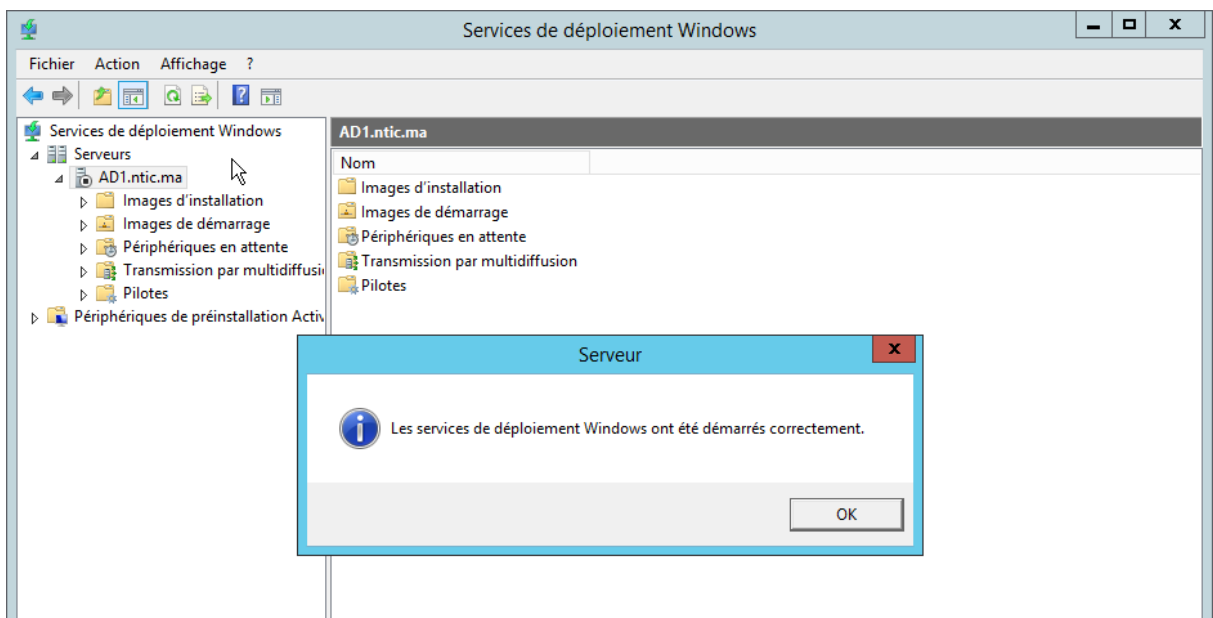 Services de déploiement Windows
Fichier Action Affichage ?
Services de déploiement Windows
Serveurs
AD1.ntic.ma
Images d'installation
Images de démarrage
Périphériques en attente
Transmission par multidiffusi
Pilotes
Périphériques de préinstallation Activ
AD1.ntic.ma
Nom
Images d'installation
Images de démarrage
Périphériques en attente
Transmission par multidiffusion
Pilotes
Serveur
Les services de déploiement Windows ont été démarrés correctement.
OK